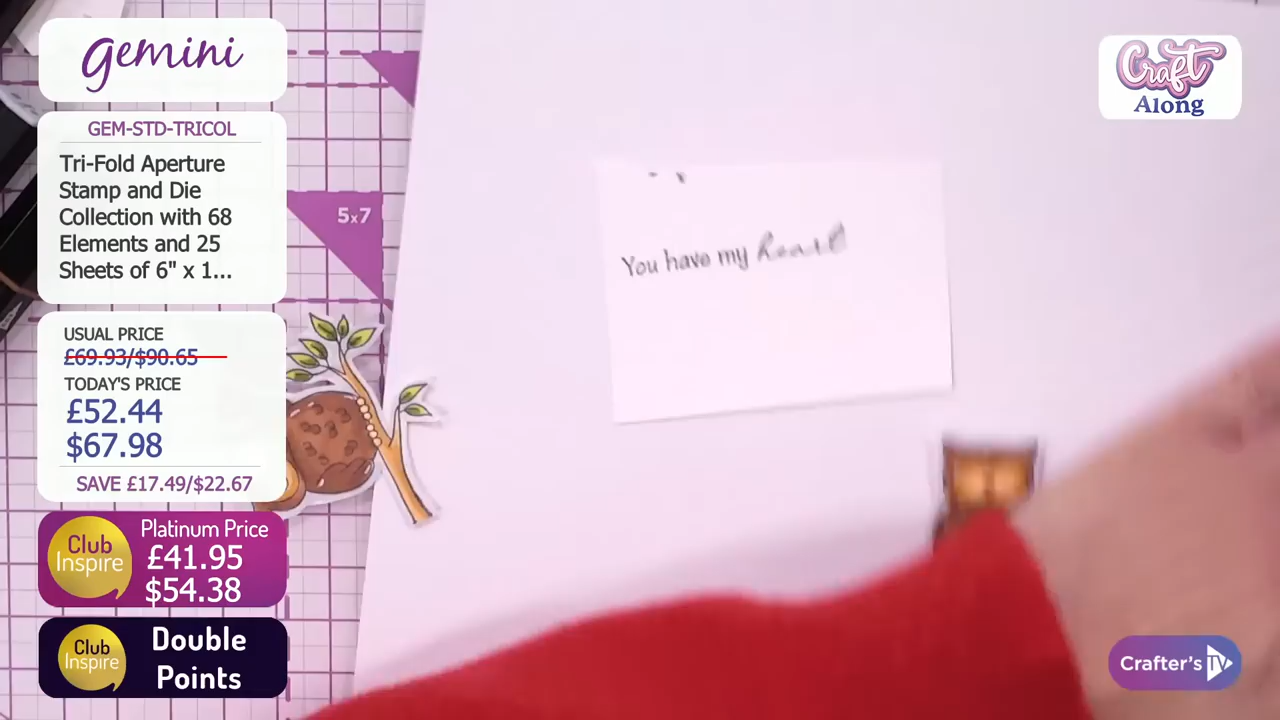 gemini
GEM-STD-TRICOL
Tri-Fold Aperture
Stamp and Die
Collection with 68
Elements and 25
Sheets of 6" x 1...
USUAL PRICE
£69.93/$90.65
TODAY'S PRICE
£52.44
$67.98
SAVE £17.49/$22.67
Club
Inspire
Platinum Price
£41.95
$54.38
Club
Inspire
Double
Points
5x7
You have my heart
Craft
Along
Crafter's TV